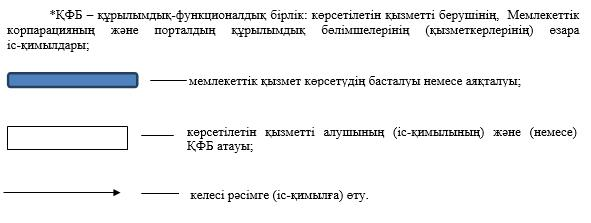 *ҚФБ – құрылымдық-функционалдық бірлік: көрсетілетін қызметті берушінің, Мемлекеттік
корпарацияның және порталдың құрылымдық бөлімшелерінің (қызметкерлерінің) өзара
іс-қимылдары;
мемлекеттік қызмет көрсетудің басталуы немесе аяқталуы;
көрсетілетін қызметті алушының (іс-қимылының) және (немесе)
ҚФБ атауы;
келесі рәсімге (іс-қимылға) өту.